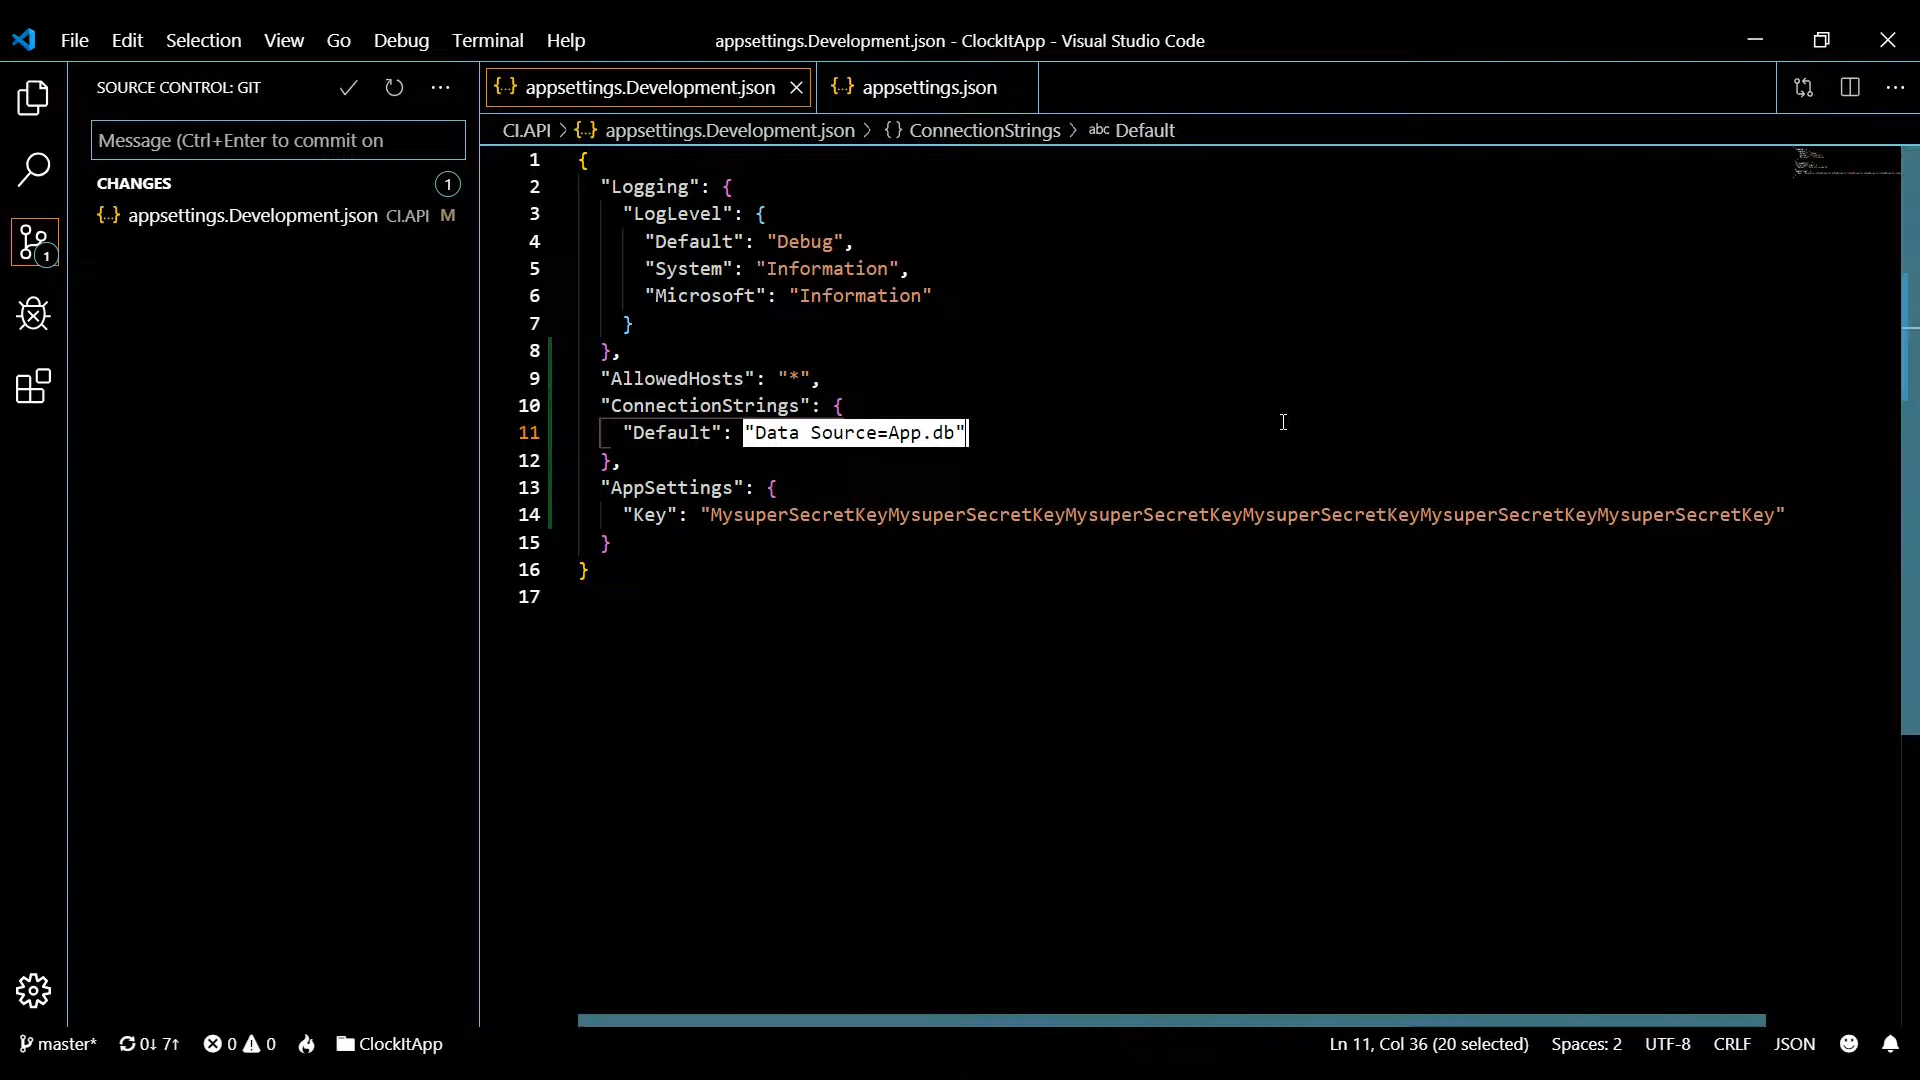 File Edit Selection View Go Debug Terminal Help
appsettings.Development.json - ClockItApp - Visual Studio Code
SOURCE CONTROL: GIT
Message (Ctrl+Enter to commit on
CHANGES 1
{..} appsettings.Development.json CI.API M
1
{..} appsettings.Development.json
{..} appsettings.json
CI.API > {..} appsettings.Development.json > {} ConnectionStrings > abc Default
1 {
2 "Logging": {
3 "LogLevel": {
4 "Default": "Debug",
5 "System": "Information",
6 "Microsoft": "Information"
7 }
8 },
9 "AllowedHosts": "*",
10 "ConnectionStrings": {
11 "Default": "Data Source=App.db"
12 },
13 "AppSettings": {
14 "Key": "MysuperSecretKeyMysuperSecretKeyMysuperSecretKeyMysuperSecretKeyMysuperSecretKeyMysuperSecretKey"
15 }
16 }
17
master* 0↓ 7↑ 0 0 ClockItApp
Ln 11, Col 36 (20 selected) Spaces: 2 UTF-8 CRLF JSON